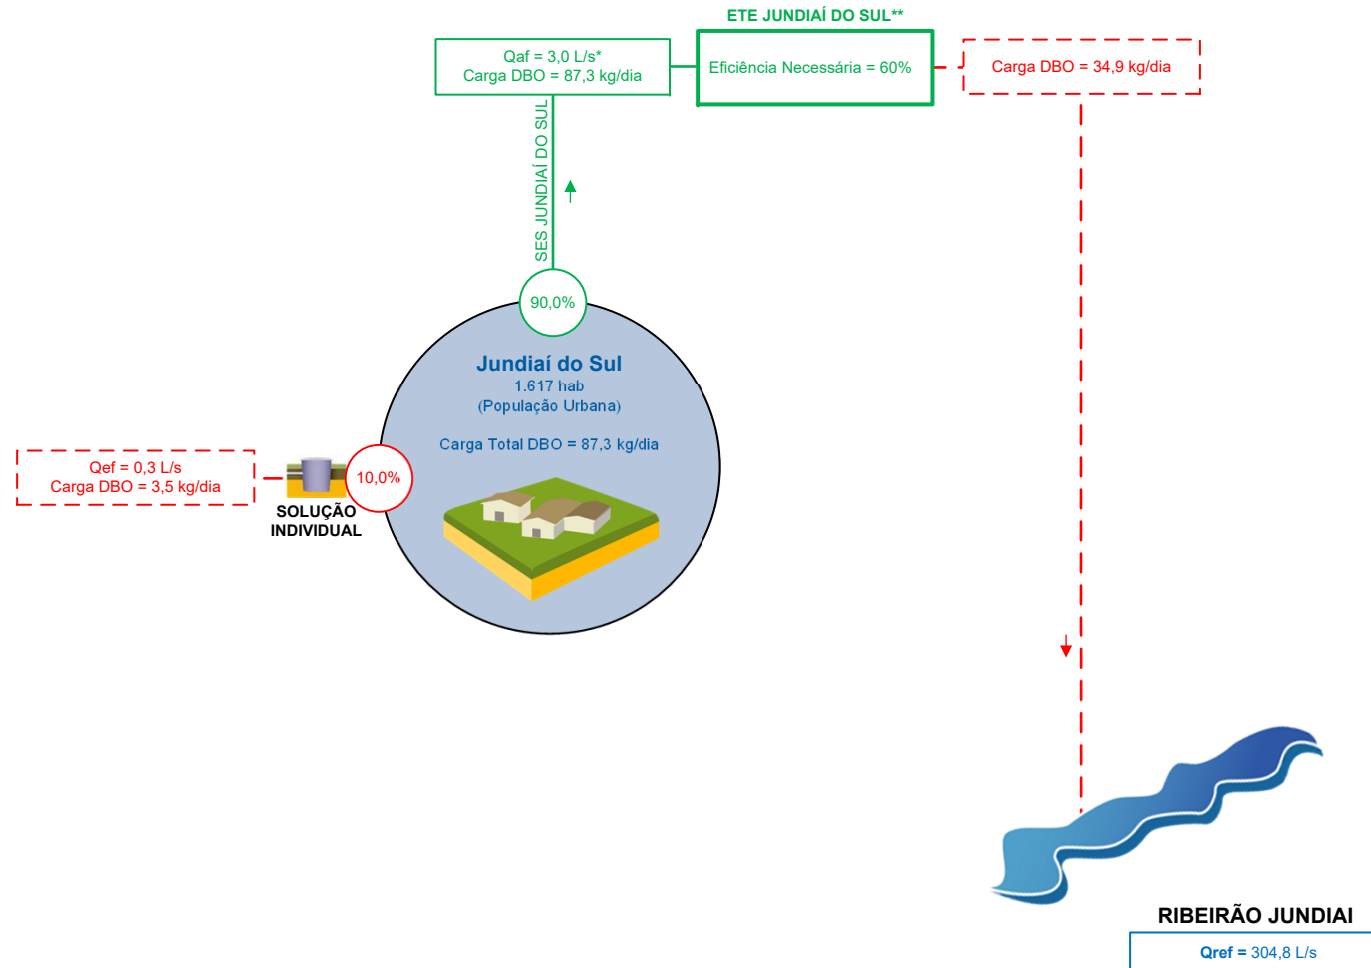 ETE JUNDIAÍ DO SUL**
Qaf = 3,0 L/s*
Carga DBO = 87,3 kg/dia
Eficiência Necessária = 60%
Carga DBO = 34,9 kg/dia
SES JUNDIAÍ DO SUL
90,0%
Jundiaí do Sul
1.617 hab
(População Urbana)
Carga Total DBO = 87,3 kg/dia
Qef = 0,3 L/s
Carga DBO = 3,5 kg/dia
10,0%
SOLUÇÃO
INDIVIDUAL
RIBEIRÃO JUNDIAI
Qref = 304,8 L/s